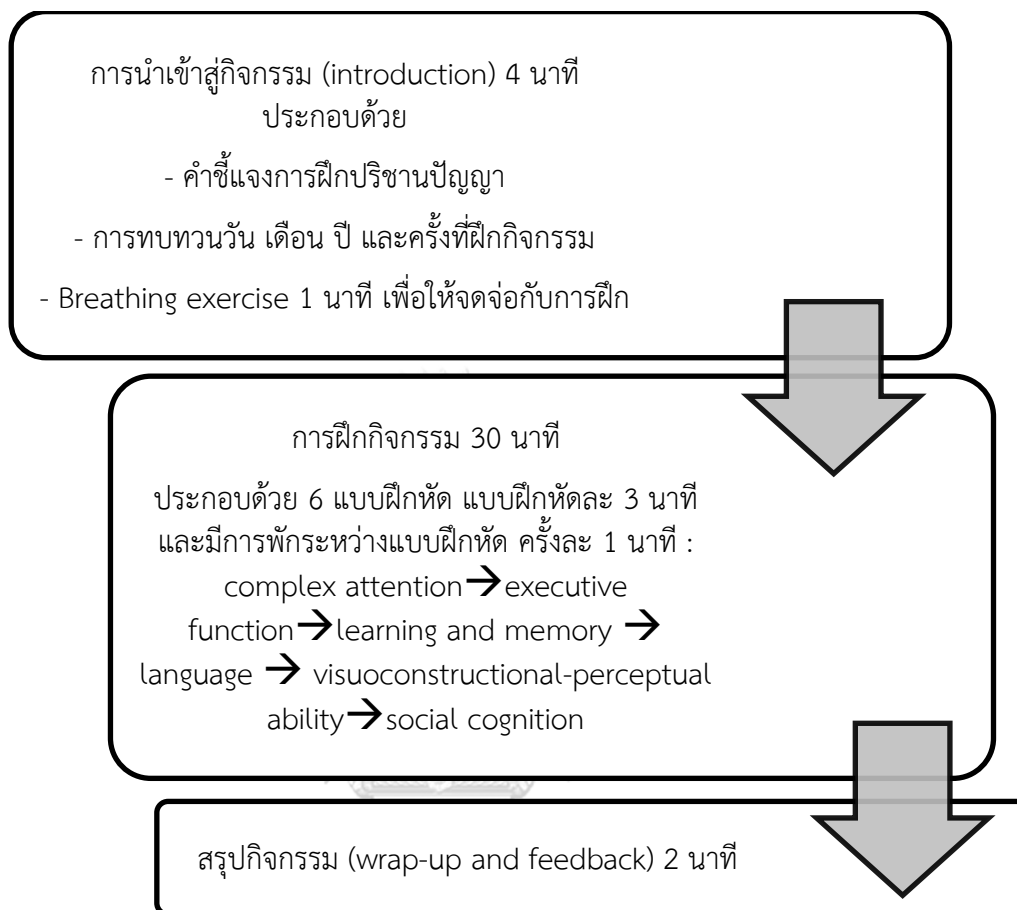 การนำเข้าสู่กิจกรรม (introduction) 4 นาที
ประกอบด้วย
- คำชี้แจงการฝึกปริชานปัญญา
- การทบทวนวัน เดือน ปี และครั้งที่ฝึกกิจกรรม
- Breathing exercise 1 นาที เพื่อให้จดจ่อกับการฝึก
การฝึกกิจกรรม 30 นาที
ประกอบด้วย 6 แบบฝึกหัด แบบฝึกหัดละ 3 นาที
และมีการพักระหว่างแบบฝึกหัด ครั้งละ 1 นาที :
complex attention→executive
function→learning and memory →
language → visuoconstructional-perceptual
ability→social cognition
สรุปกิจกรรม (wrap-up and feedback) 2 นาที